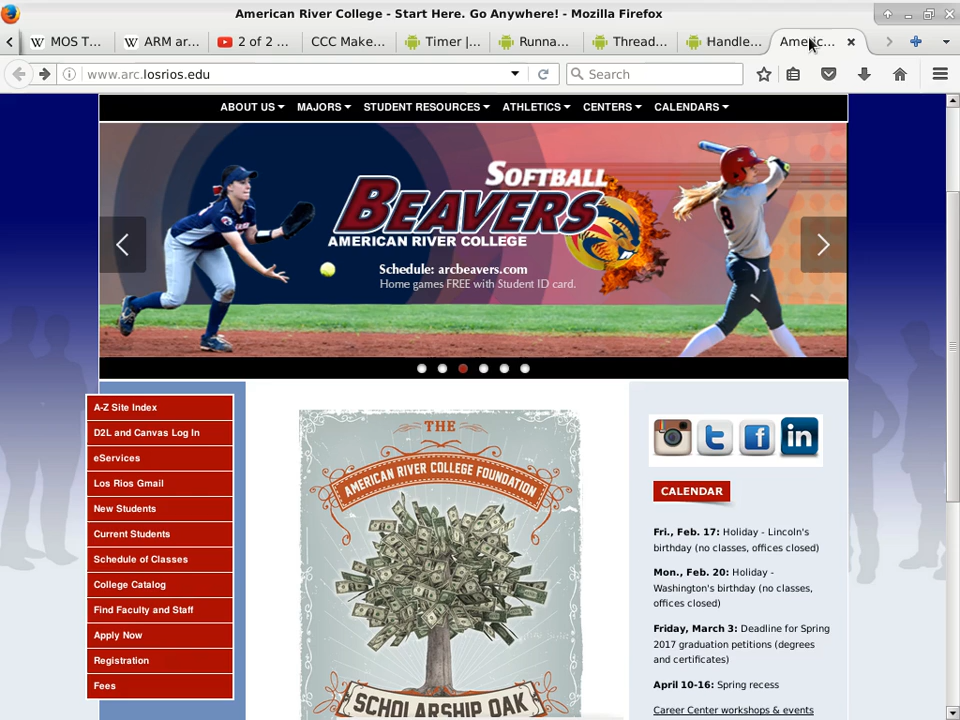 American River College - Start Here. Go Anywhere! - Mozilla Firefox
MOS T...
ARM ar...
2 of 2 ...
CCC Make...
Timer |...
Runna...
Thread...
Handle...
Americ...
www.arc.losrios.edu
Search
ABOUT US
MAJORS
STUDENT RESOURCES
ATHLETICS
CENTERS
CALENDARS
SOFTBALL
BEAVERS
AMERICAN RIVER COLLEGE
Schedule: arcbeavers.com
Home games FREE with Student ID card.
8
A-Z Site Index
D2L and Canvas Log In
eServices
Los Rios Gmail
New Students
Current Students
Schedule of Classes
College Catalog
Find Faculty and Staff
Apply Now
Registration
Fees
THE
AMERICAN RIVER COLLEGE FOUNDATION
SCHOLARSHIP OAK
CALENDAR
Fri., Feb. 17: Holiday - Lincoln's
birthday (no classes, offices closed)
Mon., Feb. 20: Holiday -
Washington's birthday (no classes,
offices closed)
Friday, March 3: Deadline for Spring
2017 graduation petitions (degrees
and certificates)
April 10-16: Spring recess
Career Center workshops & events